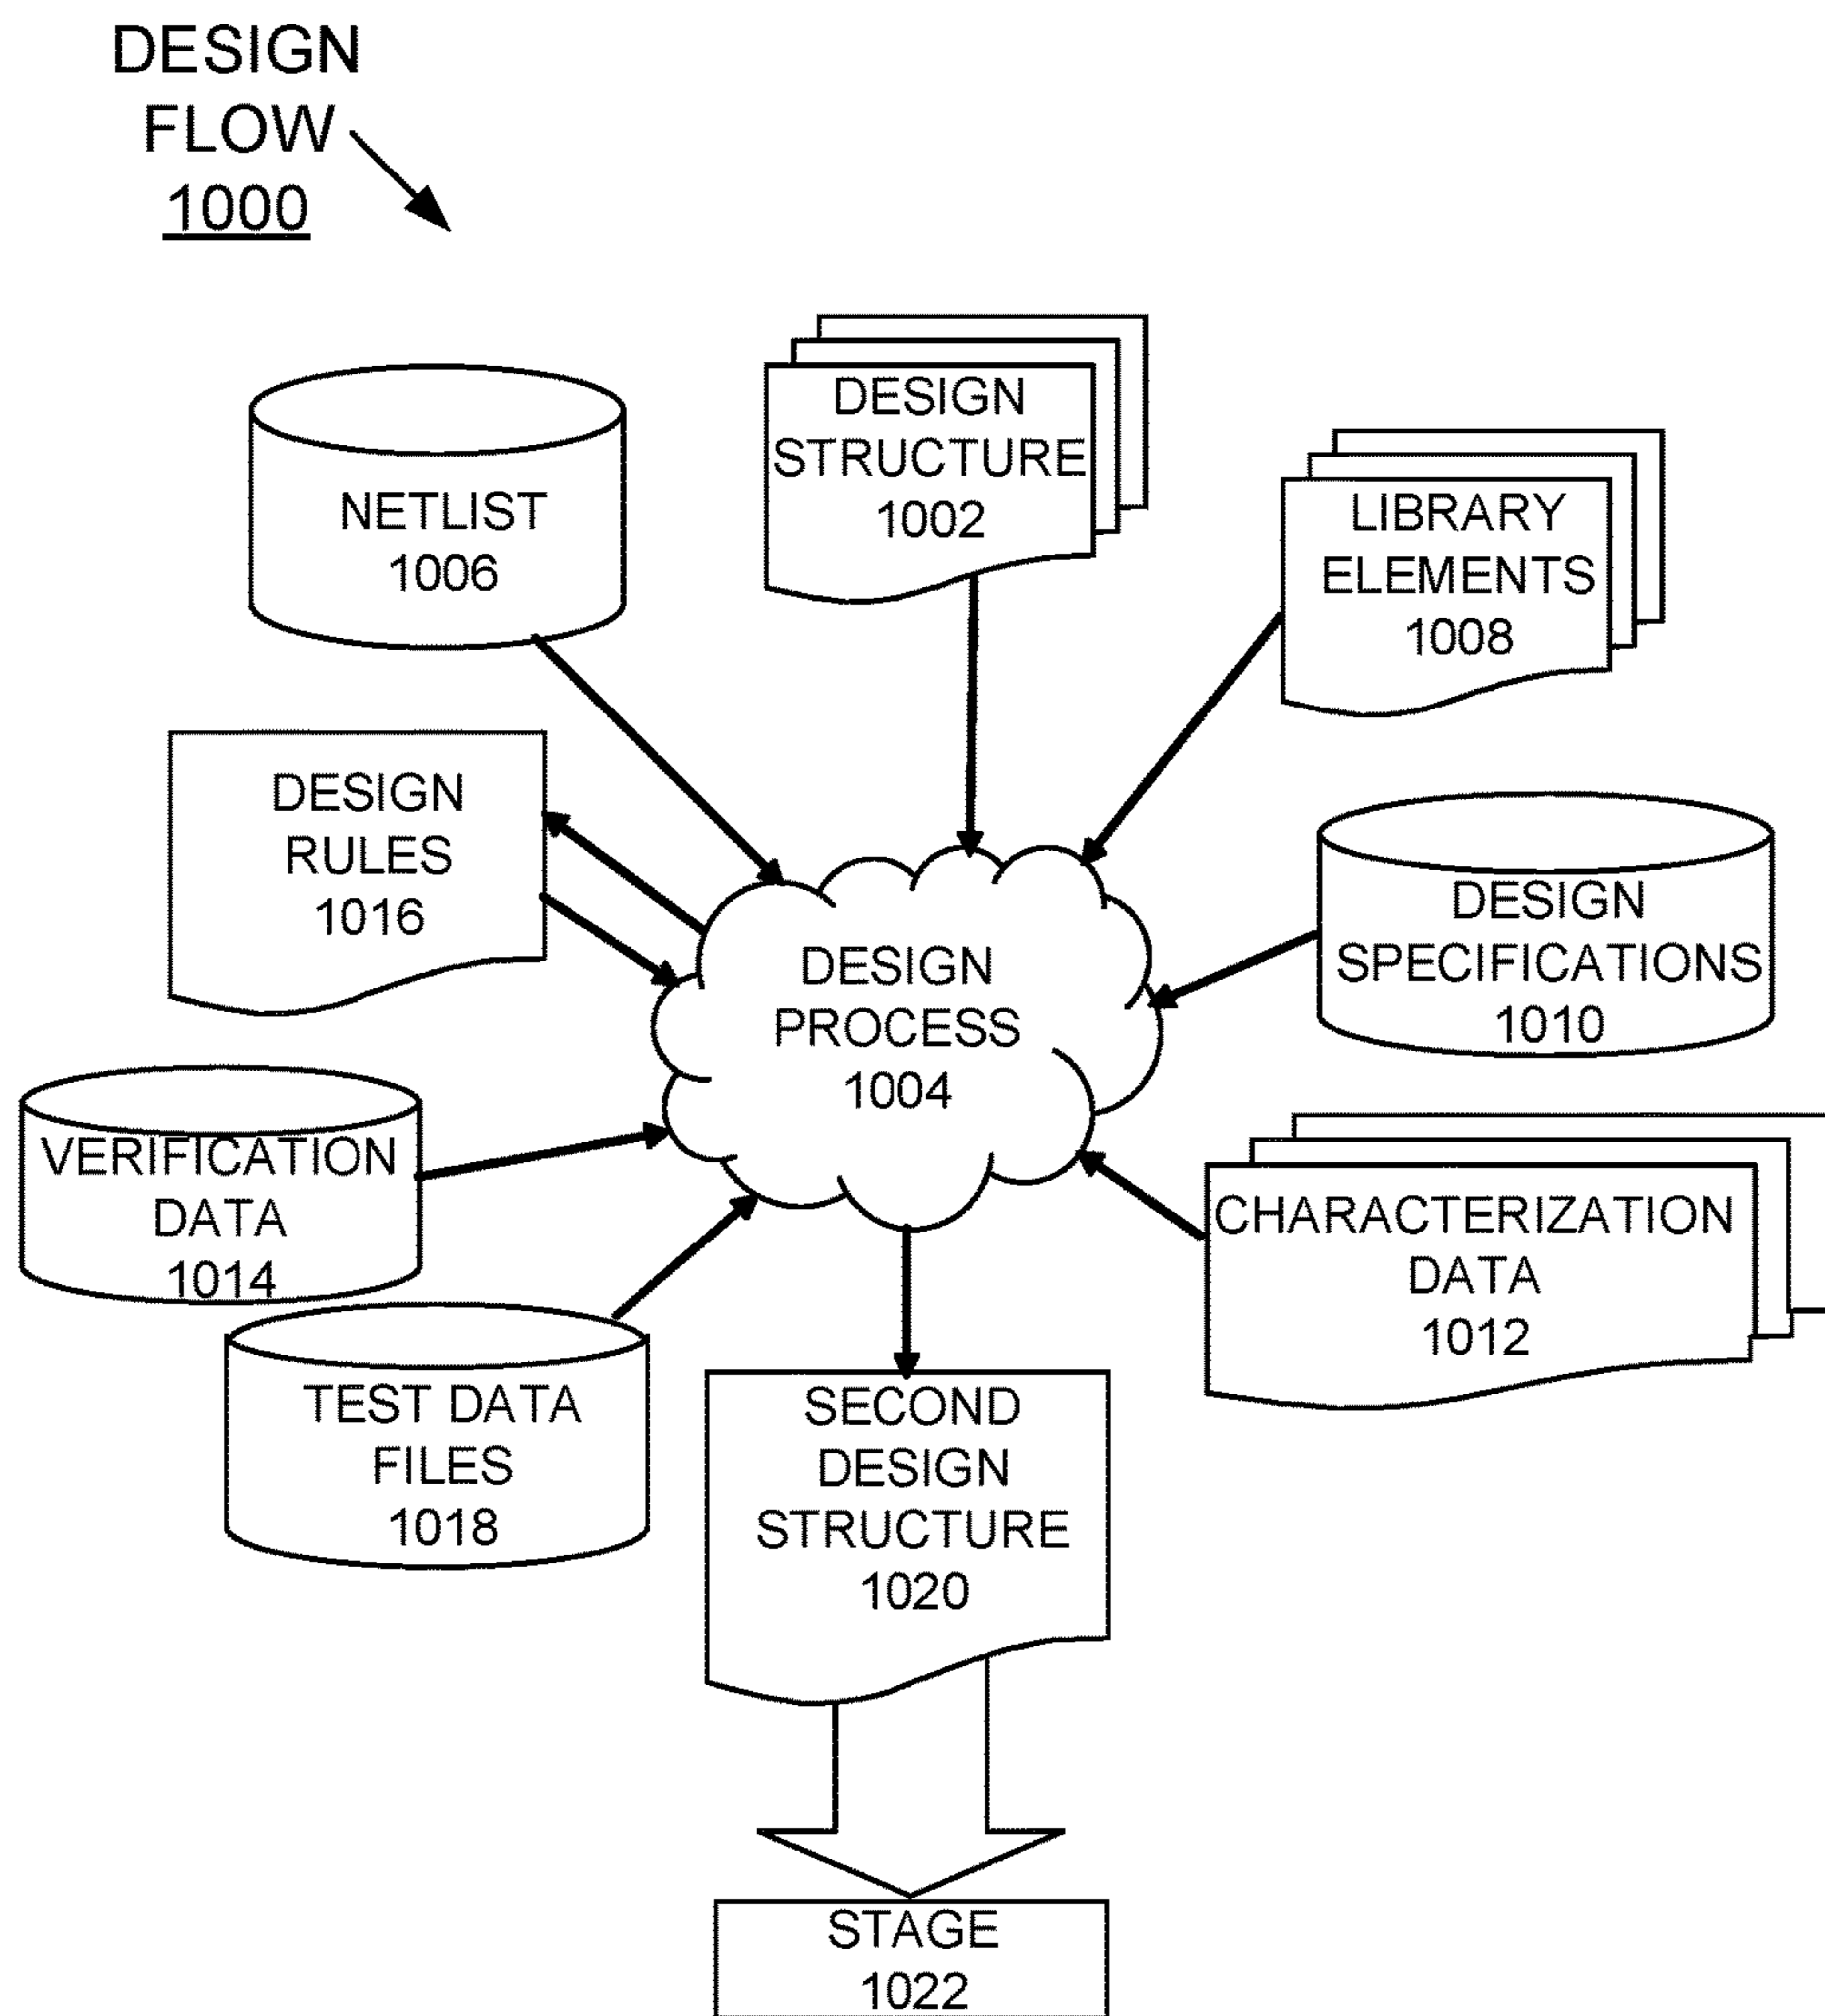 DESIGN
FLOW
1000
DESIGN
STRUCTURE
1002
NETLIST
1006
LIBRARY
ELEMENTS
1008
DESIGN
RULES
1016
DESIGN
SPECIFICATIONS
1010
DESIGN
PROCESS
1004
VERIFICATION
DATA
1014
CHARACTERIZATION
DATA
1012
TEST DATA
FILES
1018
SECOND
DESIGN
STRUCTURE
1020
STAGE
1022